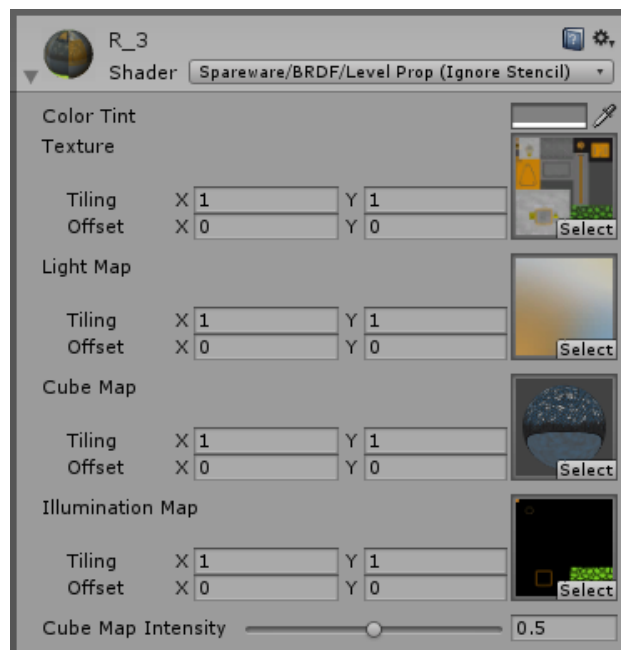 R_3
Shader Spareware/BRDF/Level Prop (Ignore Stencil)
Color Tint
Texture
Tiling X 1 Y 1
Offset X 0 Y 0
Select
Light Map
Tiling X 1 Y 1
Offset X 0 Y 0
Select
Cube Map
Tiling X 1 Y 1
Offset X 0 Y 0
Select
Illumination Map
Tiling X 1 Y 1
Offset X 0 Y 0
Select
Cube Map Intensity 0.5